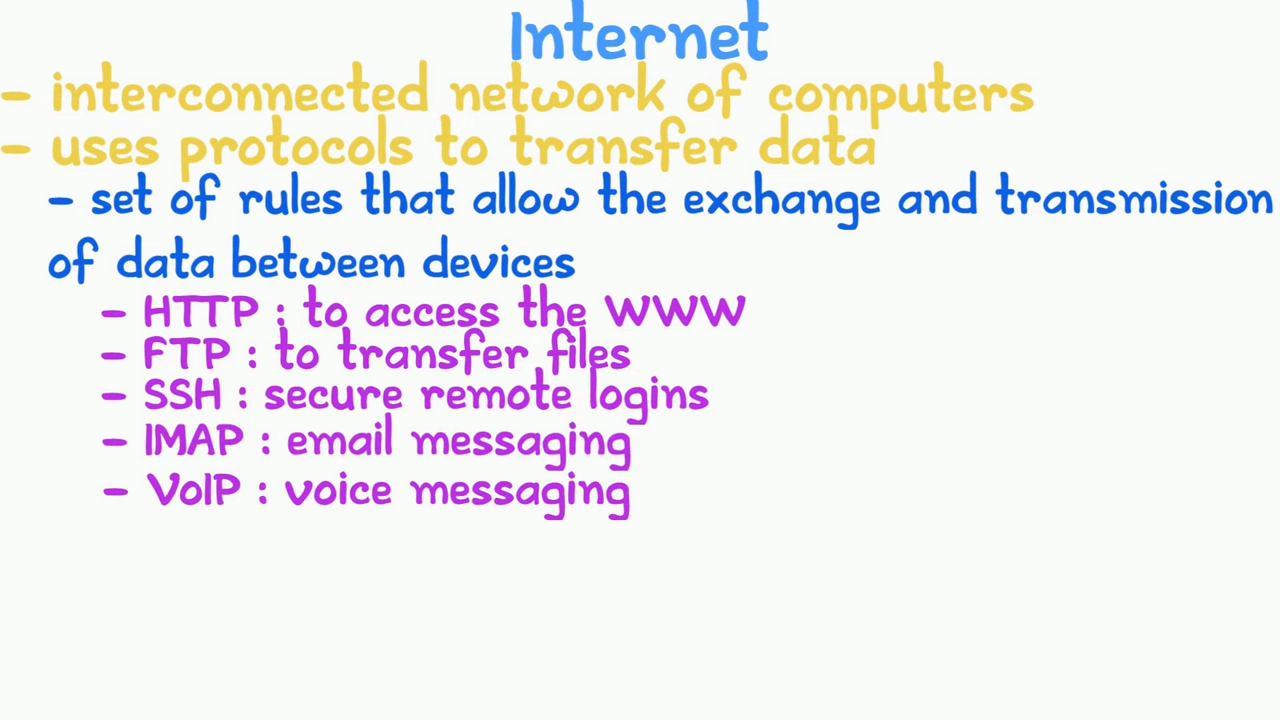 Internet
- interconnected network of computers
- uses protocols to transfer data
- set of rules that allow the exchange and transmission
of data between devices
- HTTP : to access the WWW
- FTP : to transfer files
- SSH : secure remote logins
- IMAP : email messaging
- VoIP : voice messaging